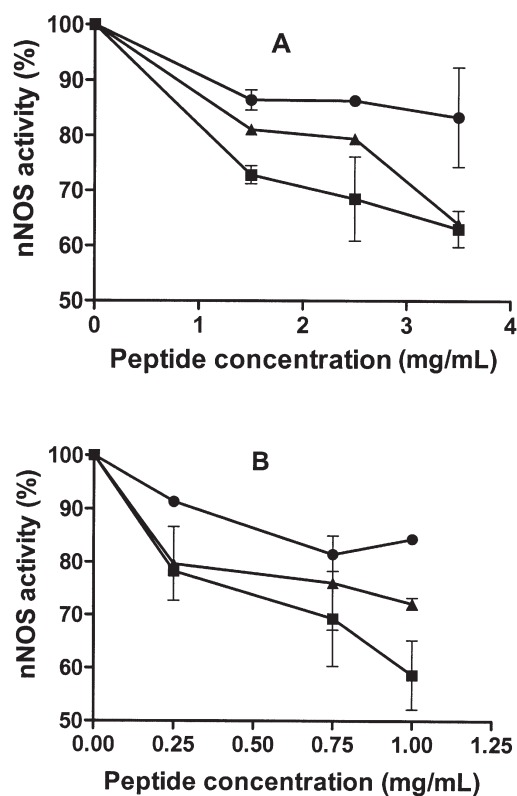 A
nNOS activity (%)
100
90
80
70
60
50
0 1 2 3 4
Peptide concentration (mg/mL)
B
nNOS activity (%)
100
90
80
70
60
50
0.00 0.25 0.50 0.75 1.00 1.25
Peptide concentration (mg/mL)